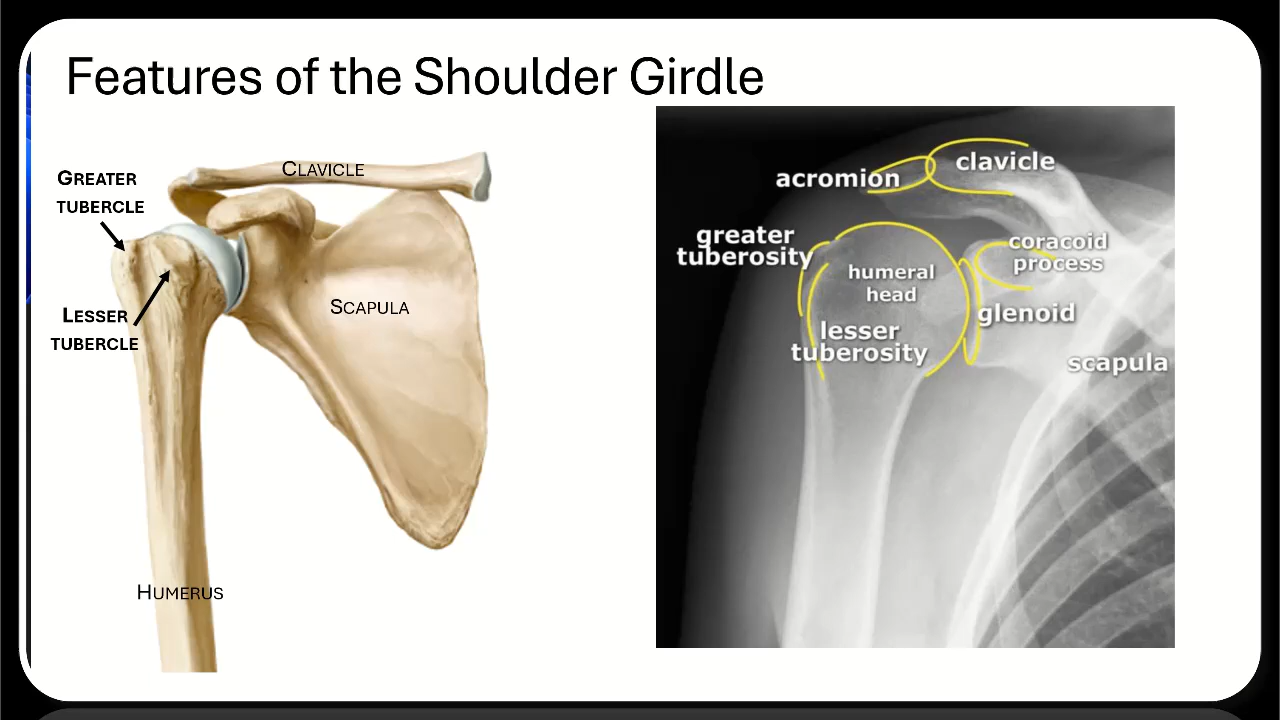 Features of the Shoulder Girdle
GREATER
TUBERCLE
CLAVICLE
LESSER
TUBERCLE
SCAPULA
HUMERUS
acromion
clavicle
greater
tuberosity
coracoid
process
humeral
head
glenoid
lesser
tuberosity
scapula